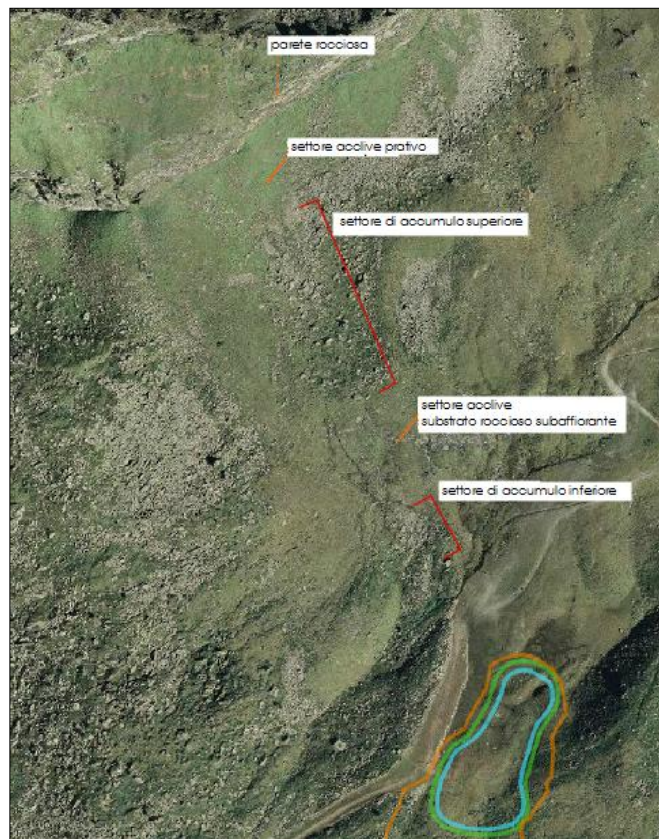 parete rocciosa
settore acclive prativo
settore di accumulo superiore
settore acclive
substrato roccioso subaffiorante
settore di accumulo inferiore